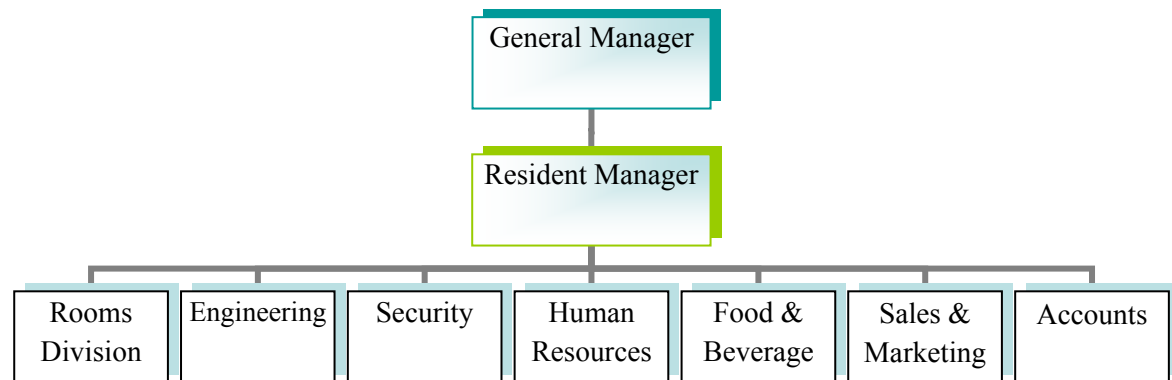 General Manager
Resident Manager
Rooms
Division
Engineering
Security
Human
Resources
Food &
Beverage
Sales &
Marketing
Accounts